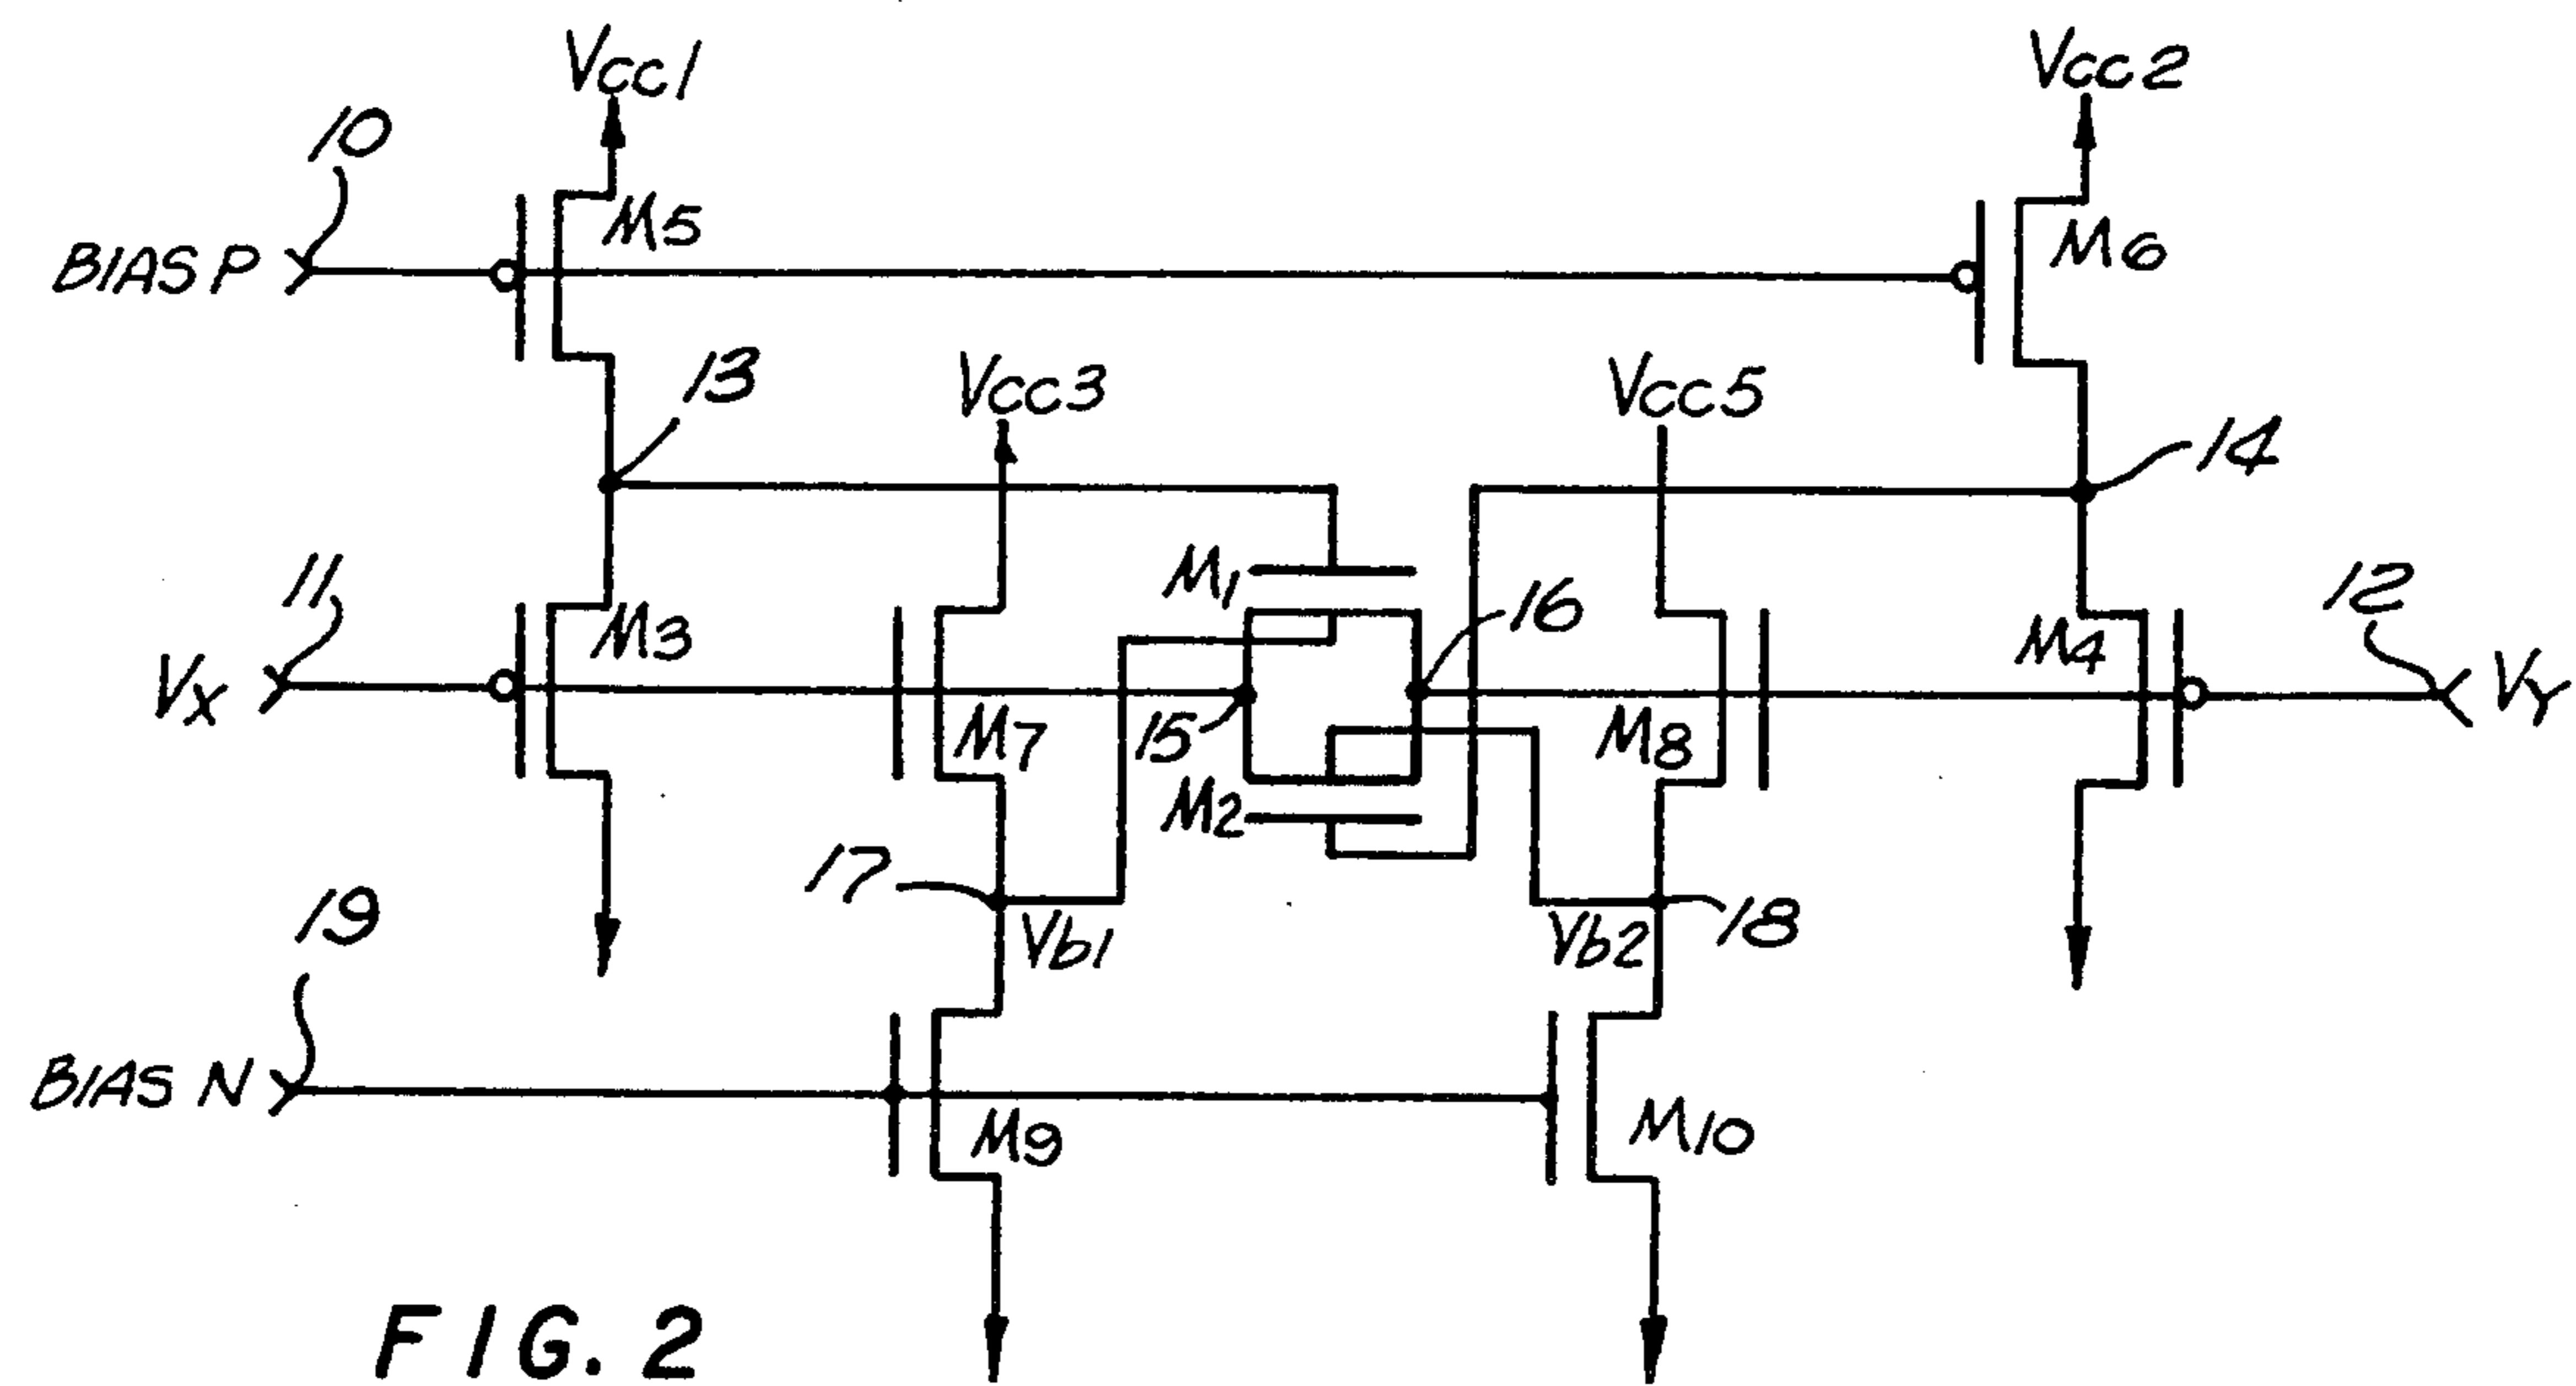 Vcc1
Vcc2
10
M5
M6
BIAS P
13
Vcc3
Vcc5
14
11
M1
16
12
M3
M4
Vx
15
M7
M8
VY
M2
17
18
19
Vb1
Vb2
BIAS N
M9
M10
FIG. 2